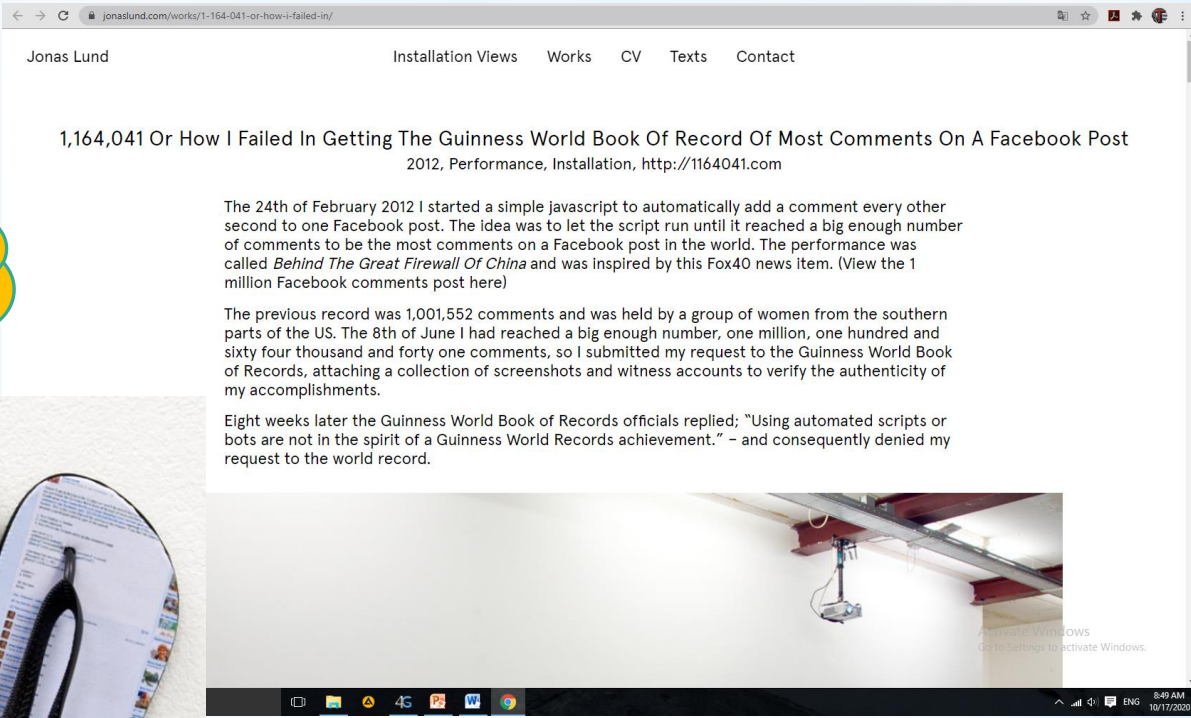 jonaslund.com/works/1-164-041-or-how-i-failed-in/
Jonas Lund
Installation Views Works CV Texts Contact
1,164,041 Or How I Failed In Getting The Guinness World Book Of Record Of Most Comments On A Facebook Post
2012, Performance, Installation, http://1164041.com
The 24th of February 2012 I started a simple javascript to automatically add a comment every other
second to one Facebook post. The idea was to let the script run until it reached a big enough number
of comments to be the most comments on a Facebook post in the world. The performance was
called Behind The Great Firewall Of China and was inspired by this Fox40 news item. (View the 1
million Facebook comments post here)
The previous record was 1,001,552 comments and was held by a group of women from the southern
parts of the US. The 8th of June I had reached a big enough number, one million, one hundred and
sixty four thousand and forty one comments, so I submitted my request to the Guinness World Book
of Records, attaching a collection of screenshots and witness accounts to verify the authenticity of
my accomplishments.
Eight weeks later the Guinness World Book of Records officials replied; “Using automated scripts or
bots are not in the spirit of a Guinness World Records achievement.” – and consequently denied my
request to the world record.
Activate Windows
Go to Settings to activate Windows.
4G
ENG
8:49 AM
10/17/2020